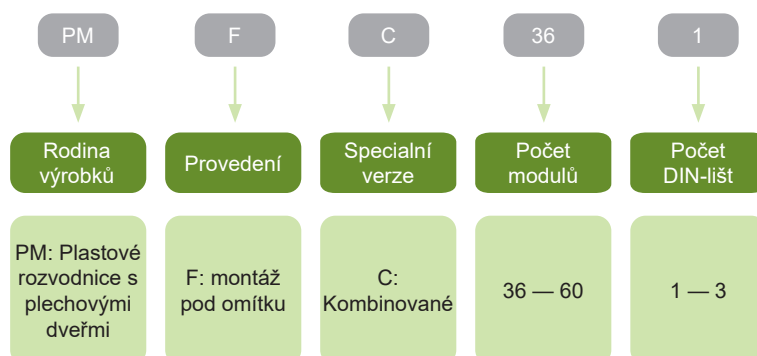 PM
F
C
36
1
Rodina
výrobků
Provedení
Specialní
verze
Počet
modulů
Počet
DIN-lišt
PM: Plastové
rozvodnice s
plechovými
dveřmi
F: montáž
pod omítku
C:
Kombinované
36 — 60
1 — 3